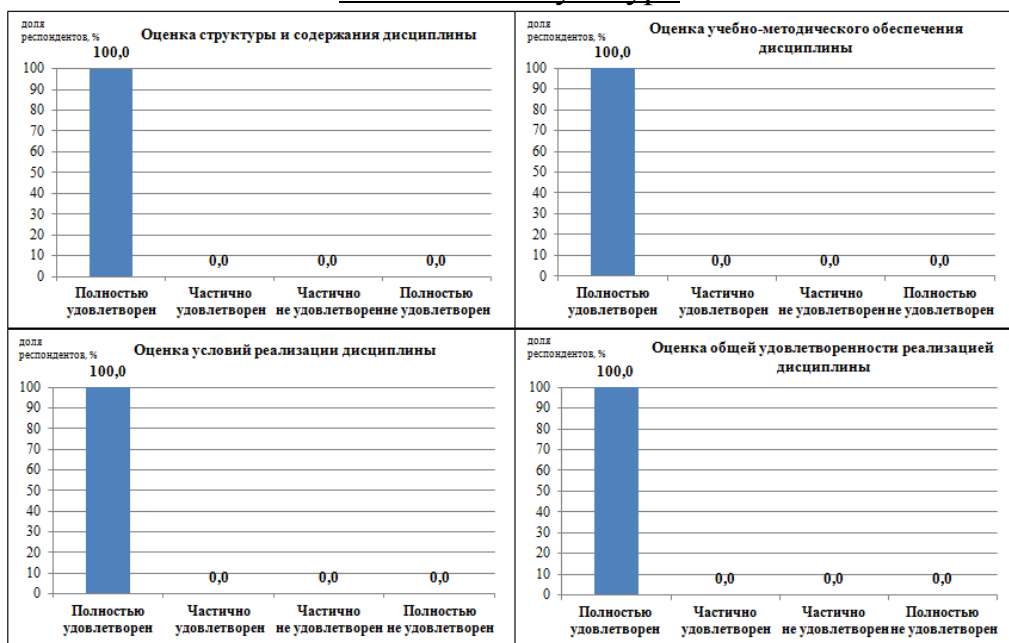 доля
респондентов, %
Оценка структуры и содержания дисциплины
100,0
100
90
80
70
60
50
40
30
20
10
0
0,0 0,0 0,0
Полностью Частично Частично Полностью
удовлетворен удовлетворен не удовлетворен не удовлетворен
доля
респондентов, %
Оценка учебно-методического обеспечения
дисциплины
100,0
100
90
80
70
60
50
40
30
20
10
0
0,0 0,0 0,0
Полностью Частично Частично Полностью
удовлетворен удовлетворен не удовлетворен не удовлетворен
доля
респондентов, %
Оценка условий реализации дисциплины
100,0
100
90
80
70
60
50
40
30
20
10
0
0,0 0,0 0,0
Полностью Частично Частично Полностью
удовлетворен удовлетворен не удовлетворен не удовлетворен
доля
респондентов, %
Оценка общей удовлетворенности реализацией
дисциплины
100,0
100
90
80
70
60
50
40
30
20
10
0
0,0 0,0 0,0
Полностью Частично Частично Полностью
удовлетворен удовлетворен не удовлетворен не удовлетворен